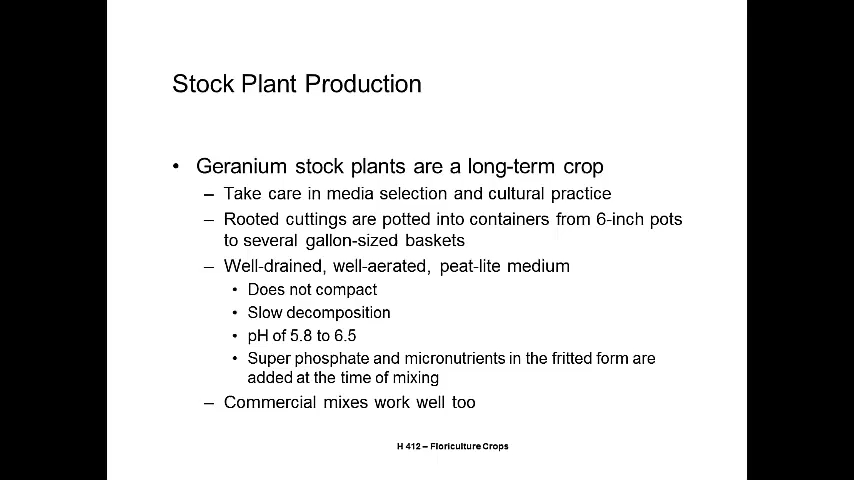 Stock Plant Production
• Geranium stock plants are a long-term crop
– Take care in media selection and cultural practice
– Rooted cuttings are potted into containers from 6-inch pots
to several gallon-sized baskets
– Well-drained, well-aerated, peat-lite medium
• Does not compact
• Slow decomposition
• pH of 5.8 to 6.5
• Super phosphate and micronutrients in the fritted form are
added at the time of mixing
– Commercial mixes work well too
H 412 – Floriculture Crops